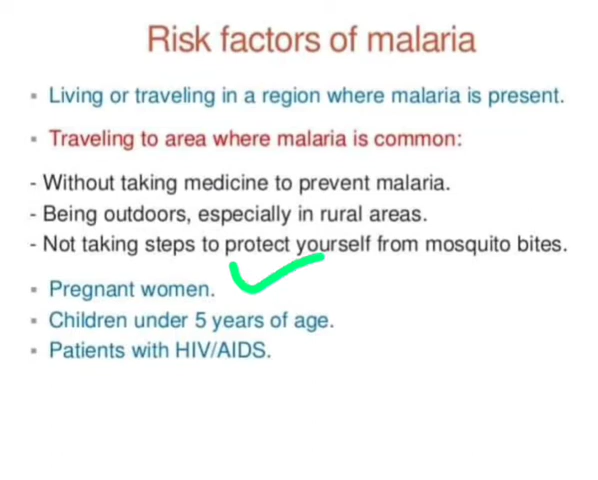 Risk factors of malaria
▪ Living or traveling in a region where malaria is present.
▪ Traveling to area where malaria is common:
- Without taking medicine to prevent malaria.
- Being outdoors, especially in rural areas.
- Not taking steps to protect yourself from mosquito bites.
▪ Pregnant women.
▪ Children under 5 years of age.
▪ Patients with HIV/AIDS.